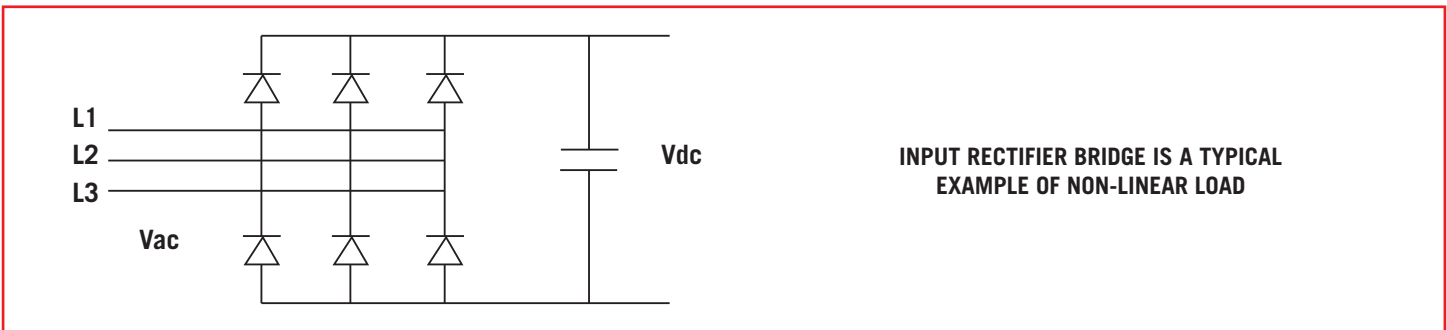 L1
L2
L3
Vac
Vdc
INPUT RECTIFIER BRIDGE IS A TYPICAL
EXAMPLE OF NON-LINEAR LOAD